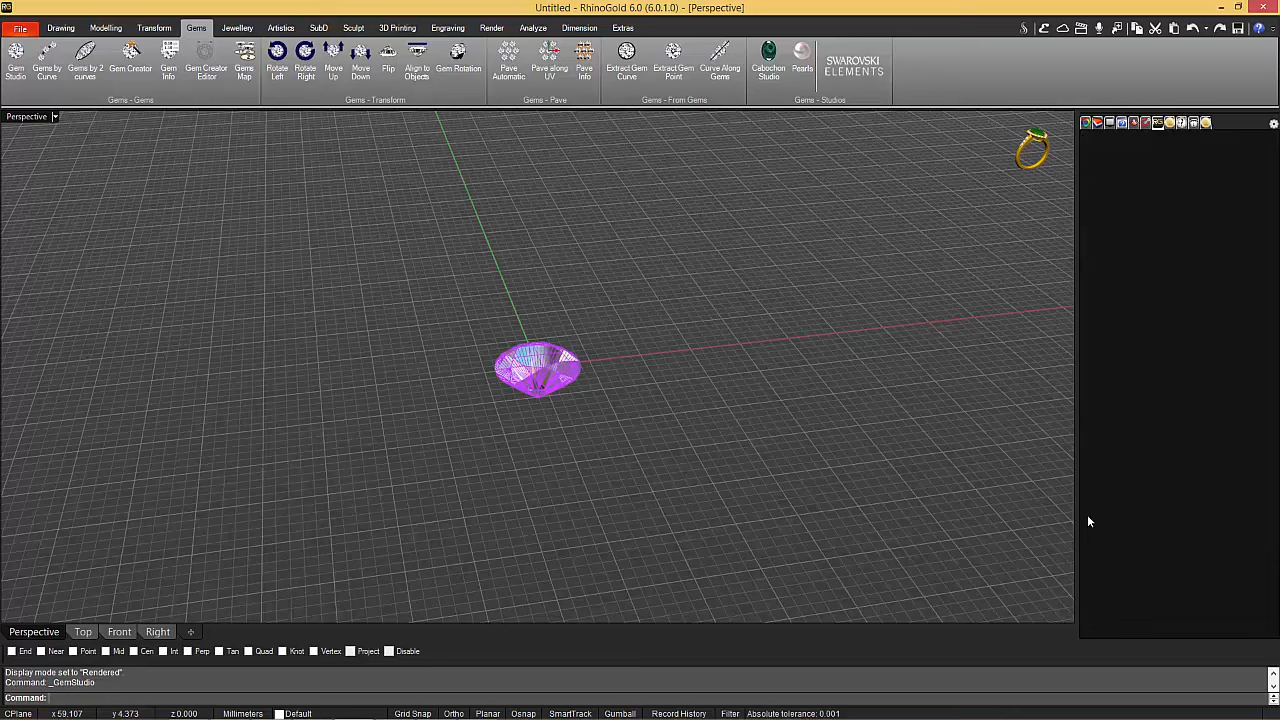 RG
Untitled - RhinoGold 6.0 (6.0.1.0) - [Perspective]
File Drawing Modelling Transform Gems Jewellery Artistics SubD Sculpt 3D Printing Engraving Render Analyze Dimension Extras
Gem Studio
Gems by Curve
Gems by 2 curves
Gem Creator
Gem Info
Gem Creator Editor
Gems Map
Rotate Left
Rotate Right
Move Up
Move Down
Flip
Align to Objects
Gem Rotation
Pave Automatic
Pave along UV
Pave Info
Extract Gem Curve
Extract Gem Point
Curve Along Gems
Cabochon Studio
Pearls
SWAROVSKI ELEMENTS
Gems - Gems Gems - Transform Gems - Pave Gems - From Gems Gems - Studios
Perspective
Perspective Top Front Right
End Near Point Mid Cen Int Perp Tan Quad Knot Vertex Project Disable
Display mode set to "Rendered".
Command: _GemStudio
Command:
CPlane x 59.107 y 4.373 z 0.000 Millimeters Default Grid Snap Ortho Planar Osnap SmartTrack Gumball Record History Filter Absolute tolerance: 0.001